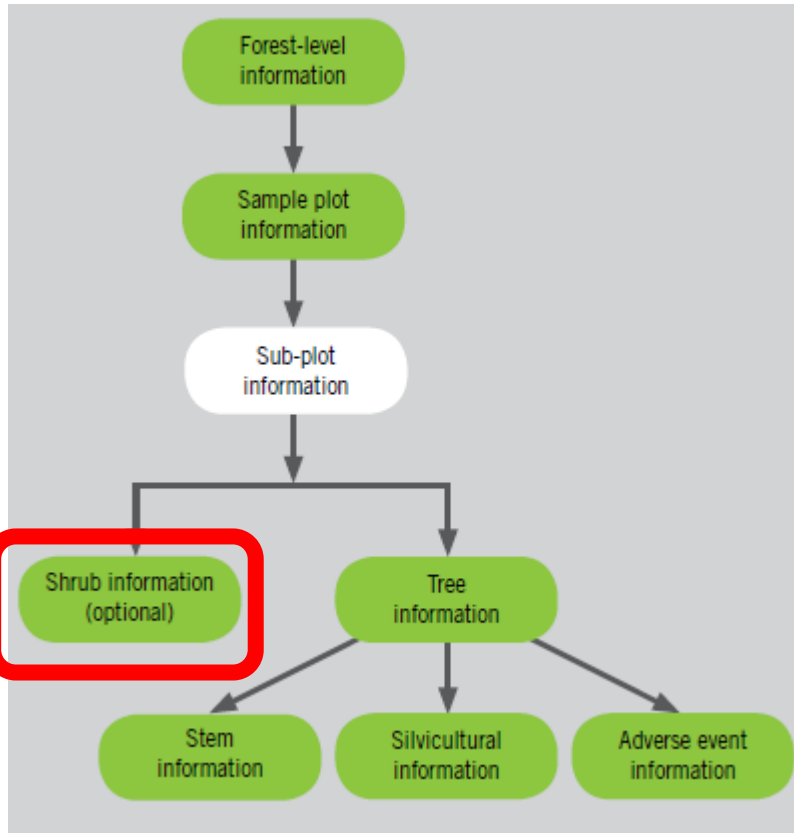 Forest-level
information
Sample plot
information
Sub-plot
information
Shrub information
(optional)
Tree
information
Stem
information
Silvicultural
information
Adverse event
information